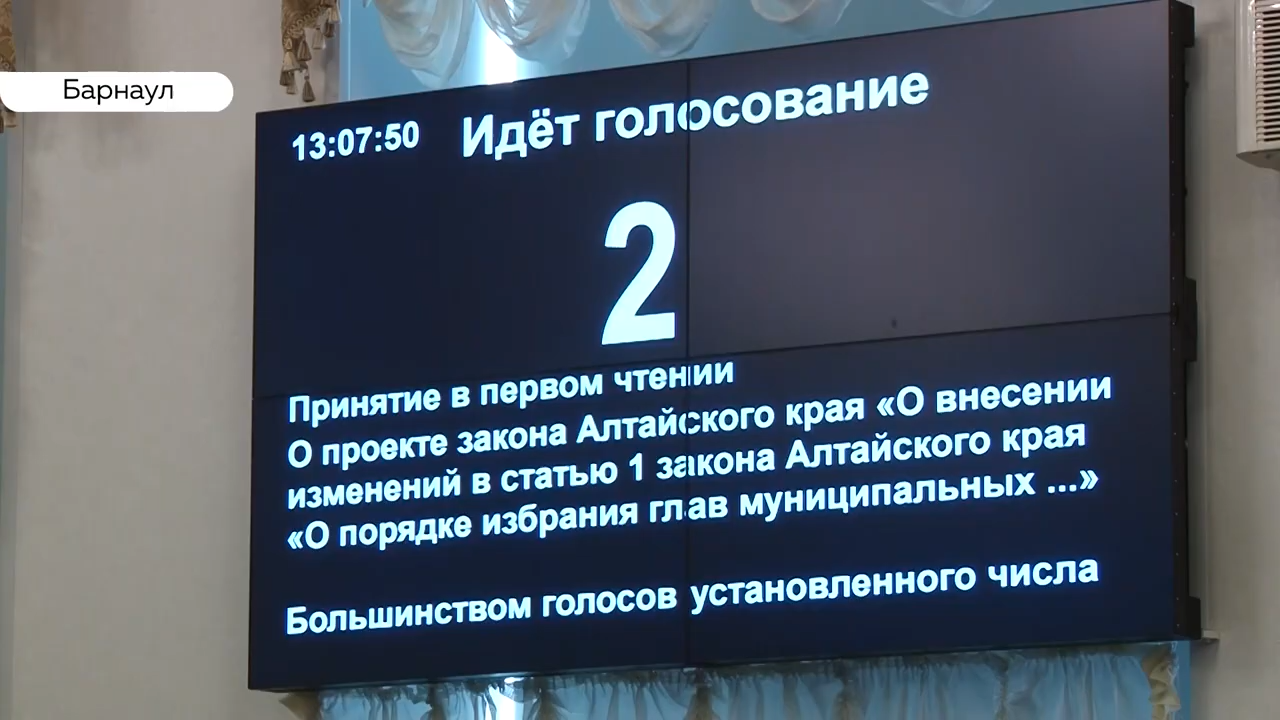 Барнаул
13:07:50 Идёт голосование
2
Принятие в первом чтении
О проекте закона Алтайского края «О внесении
изменений в статью 1 закона Алтайского края
«О порядке избрания глав муниципальных ...»
Большинством голосов установленного числа